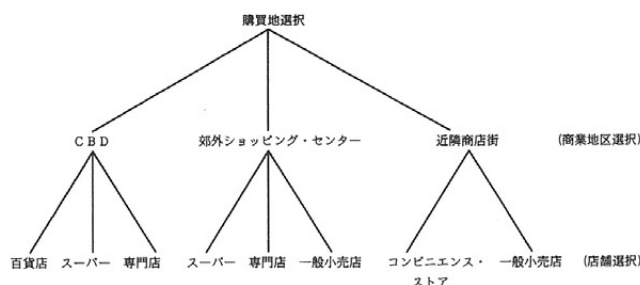 購買地選択
CBD 郊外ショッピング・センター 近隣商店街 (商業地区選択)
百貨店 スーパー 専門店 スーパー 専門店 一般小売店 コンビニエンス・ 一般小売店 (店舗選択)
ストア